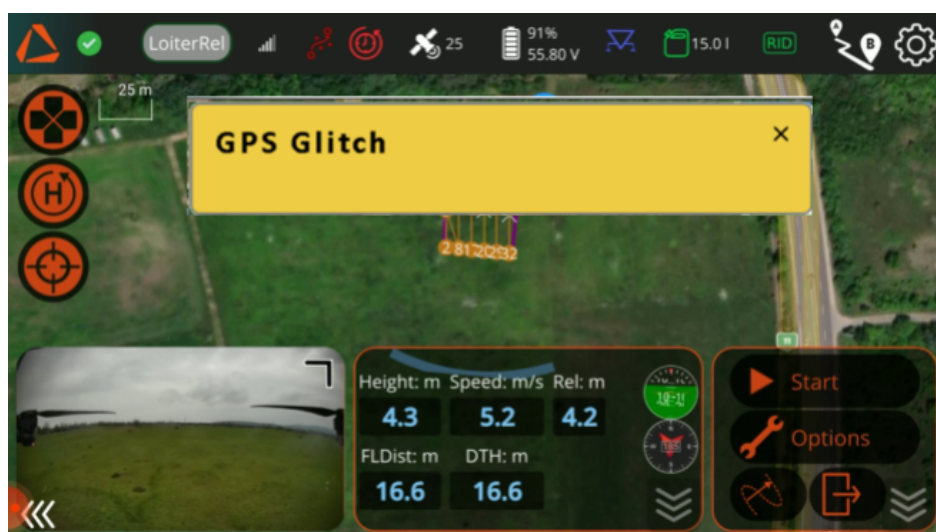 LoiterRel
25
91%
55.80 V
15.0 l
RID
A
B
25 m
GPS Glitch
H
Height: m Speed: m/s Rel: m
4.3 5.2 4.2
FLDist: m DTH: m
16.6 16.6
Start
Options